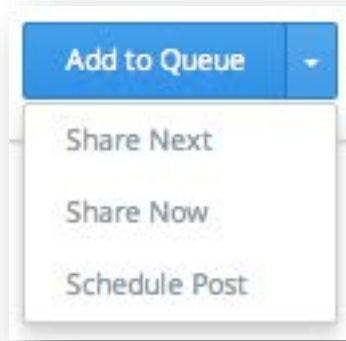 Add to Queue
Share Next
Share Now
Schedule Post